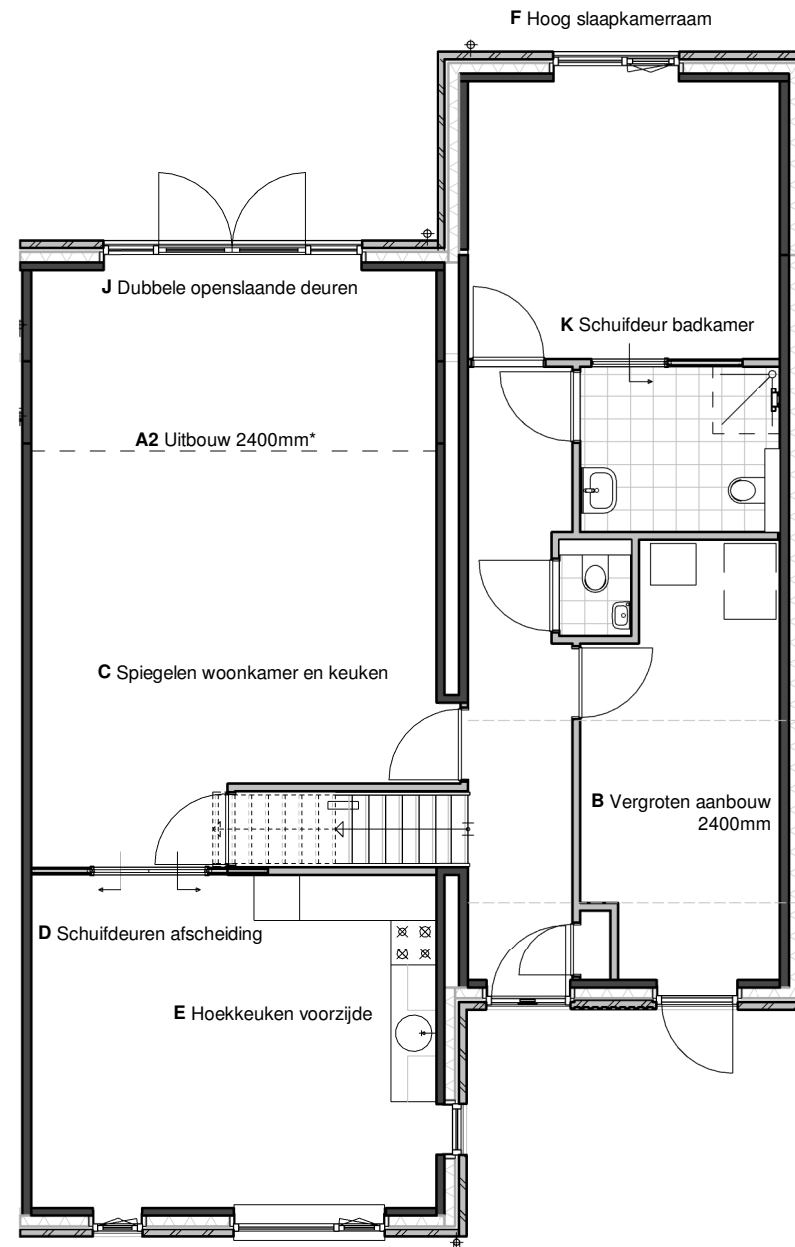 F Hoog slaapkamerraam
J Dubbele openslaande deuren
K Schuifdeur badkamer
A2 Uitbouw 2400mm*
C Spiegelen woonkamer en keuken
B Vergroten aanbouw
2400mm
D Schuifdeuren afscheiding
E Hoekkeuken voorzijde